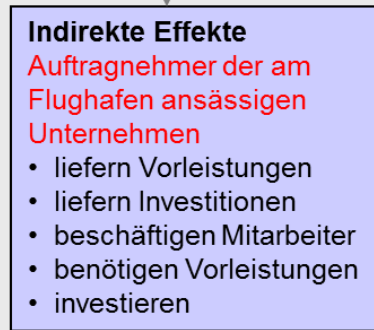 Indirekte Effekte
Auftragnehmer der am
Flughafen ansässigen
Unternehmen
• liefern Vorleistungen
• liefern Investitionen
• beschäftigen Mitarbeiter
• benötigen Vorleistungen
• investieren